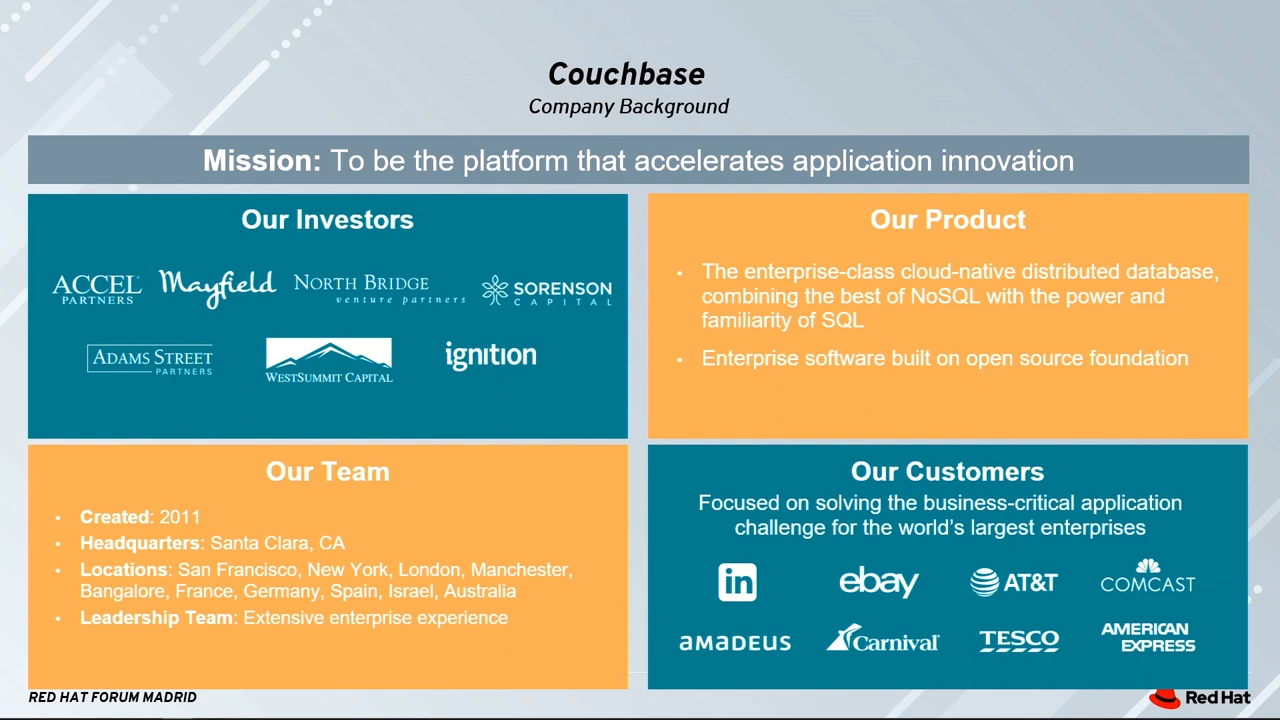 Couchbase
Company Background
Mission: To be the platform that accelerates application innovation
Our Investors
ACCEL
PARTNERS
Mayfield
NORTH BRIDGE
venture partners
SORENSON
CAPITAL
ADAMS STREET
PARTNERS
WESTSUMMIT CAPITAL
ignition
Our Product
• The enterprise-class cloud-native distributed database,
combining the best of NoSQL with the power and
familiarity of SQL
• Enterprise software built on open source foundation
Our Team
• Created: 2011
• Headquarters: Santa Clara, CA
• Locations: San Francisco, New York, London, Manchester,
Bangalore, France, Germany, Spain, Israel, Australia
• Leadership Team: Extensive enterprise experience
Our Customers
Focused on solving the business-critical application
challenge for the world’s largest enterprises
in
ebay
AT&T
COMCAST
amadeus
Carnival
TESCO
AMERICAN
EXPRESS
RED HAT FORUM MADRID
Red Hat